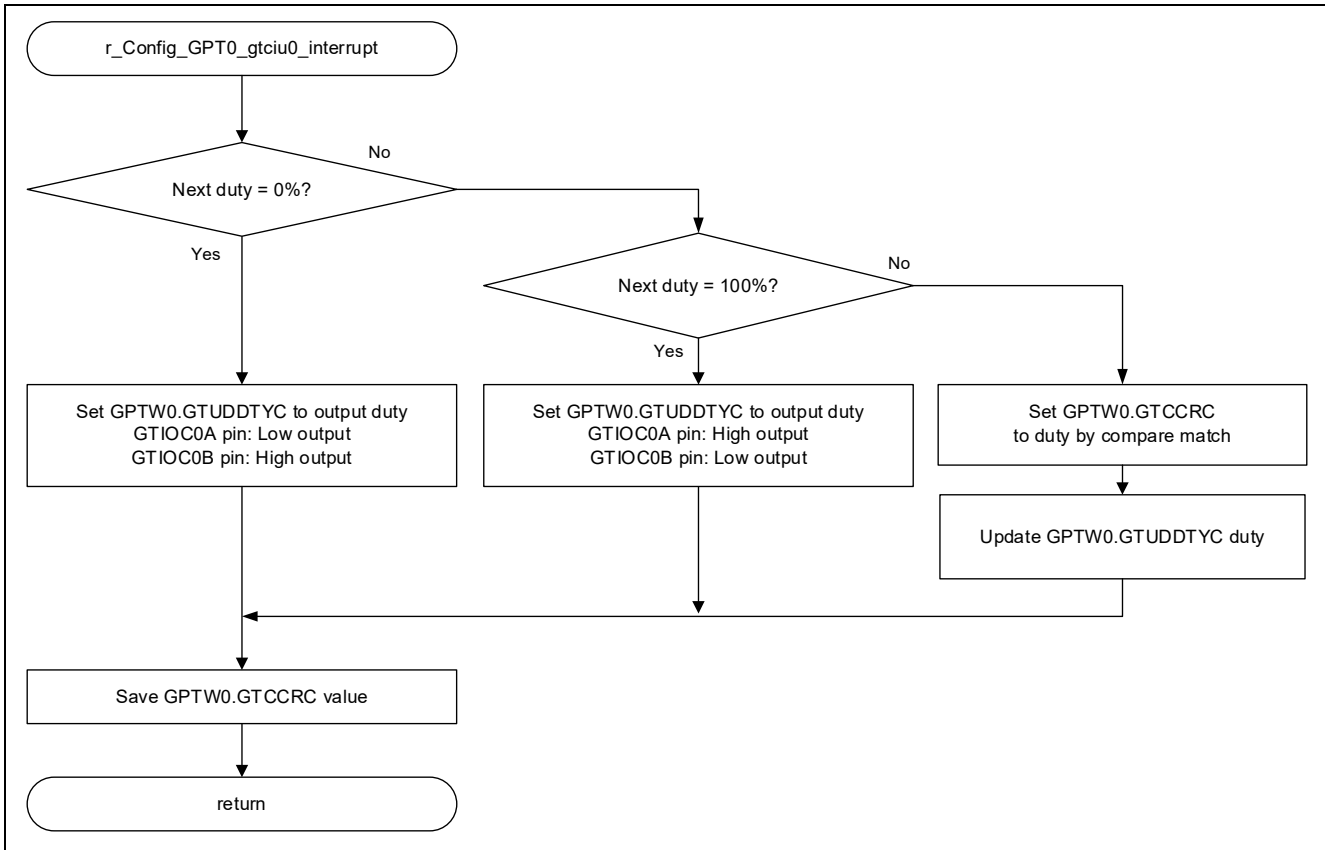 r_Config_GPT0_gtciu0_interrupt
No
Next duty = 0%?
Yes
No
Next duty = 100%?
Yes
Set GPTW0.GTUDDTYC to output duty
GTIOC0A pin: Low output
GTIOC0B pin: High output
Set GPTW0.GTUDDTYC to output duty
GTIOC0A pin: High output
GTIOC0B pin: Low output
Set GPTW0.GTCCRC
to duty by compare match
Update GPTW0.GTUDDTYC duty
Save GPTW0.GTCCRC value
return